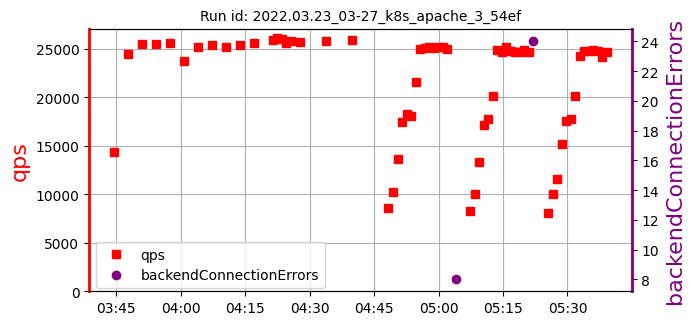 Run id: 2022.03.23_03-27_k8s_apache_3_54ef
qps
25000
20000
15000
10000
5000
0
24
22
20
18
16
14
12
10
8
backendConnectionErrors
qps
backendConnectionErrors
03:45 04:00 04:15 04:30 04:45 05:00 05:15 05:30